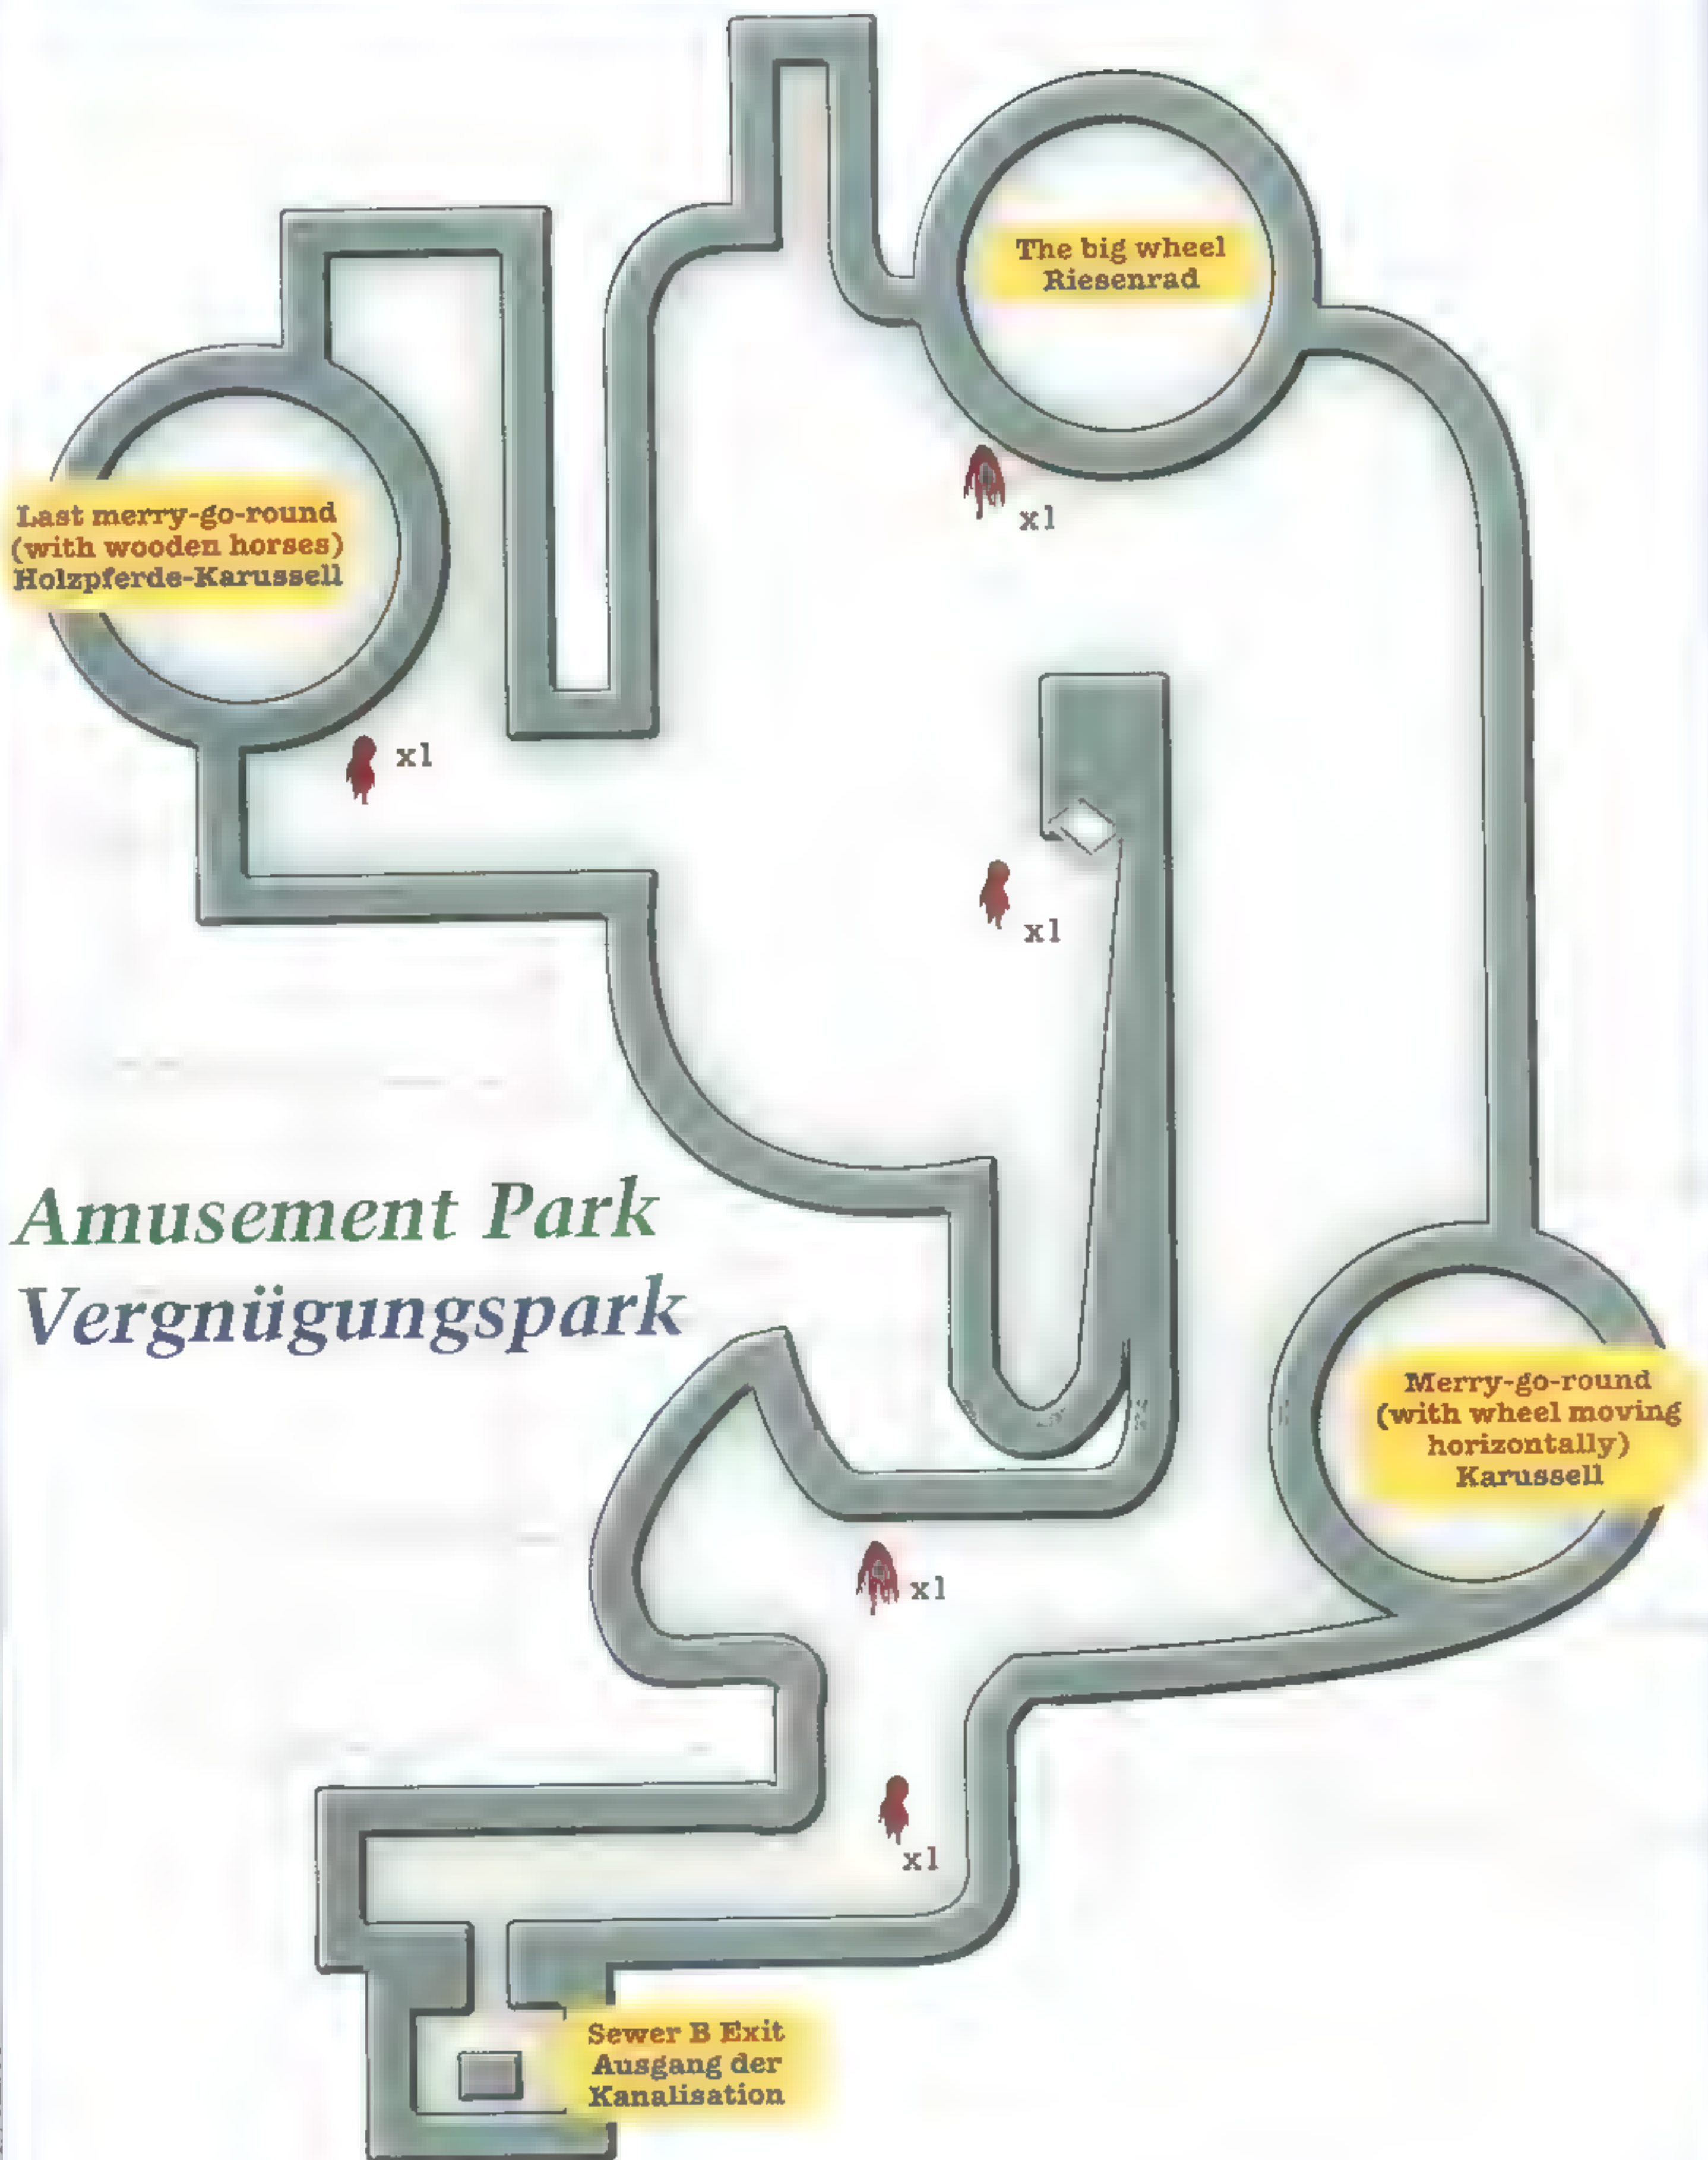 The big wheel
Riesenrad
x1
Last merry-go-round
(with wooden horses)
Holzpferde-Karussell
x1
x1
Amusement Park
Vergnügungspark
Merry-go-round
(with wheel moving
horizontally)
Karussell
x1
x1
Sewer B Exit
Ausgang der
Kanalisation